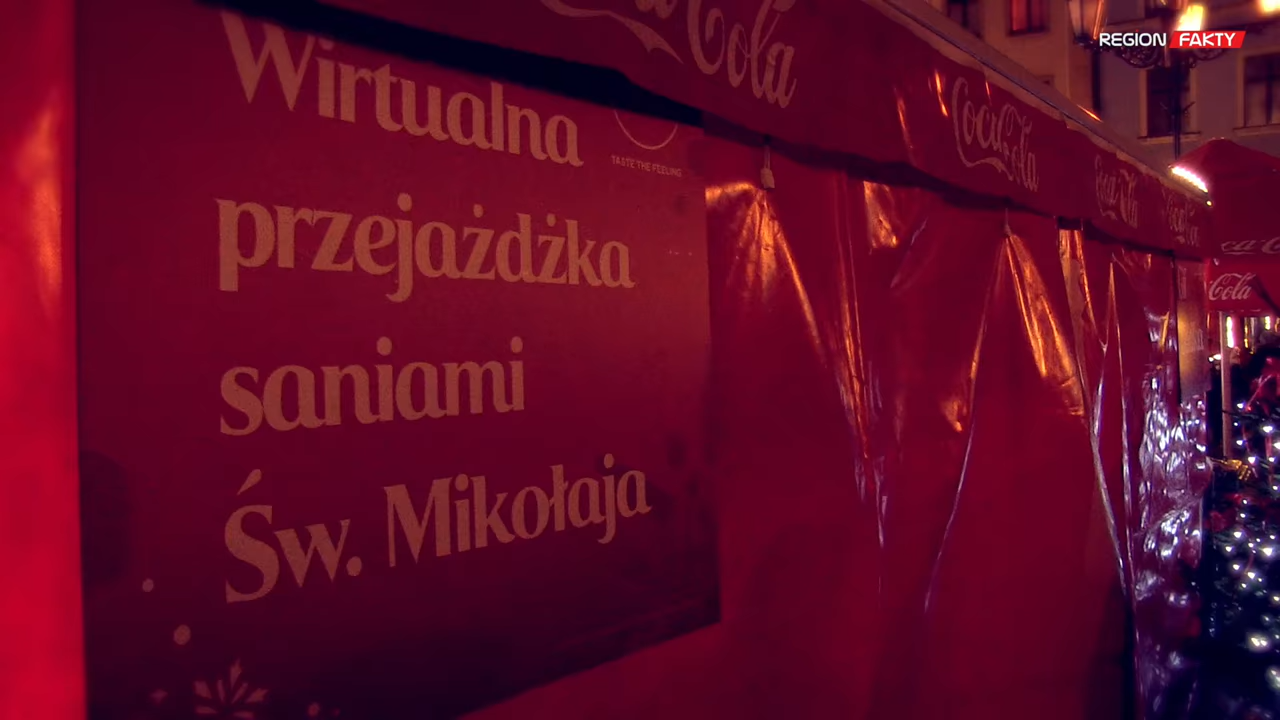 REGION FAKTY
Coca-Cola
Coca-Cola
Coca-Cola
Coca-Cola
Wirtualna
przejażdżka
saniami
Św. Mikołaja
TASTE THE FEELING
Cola